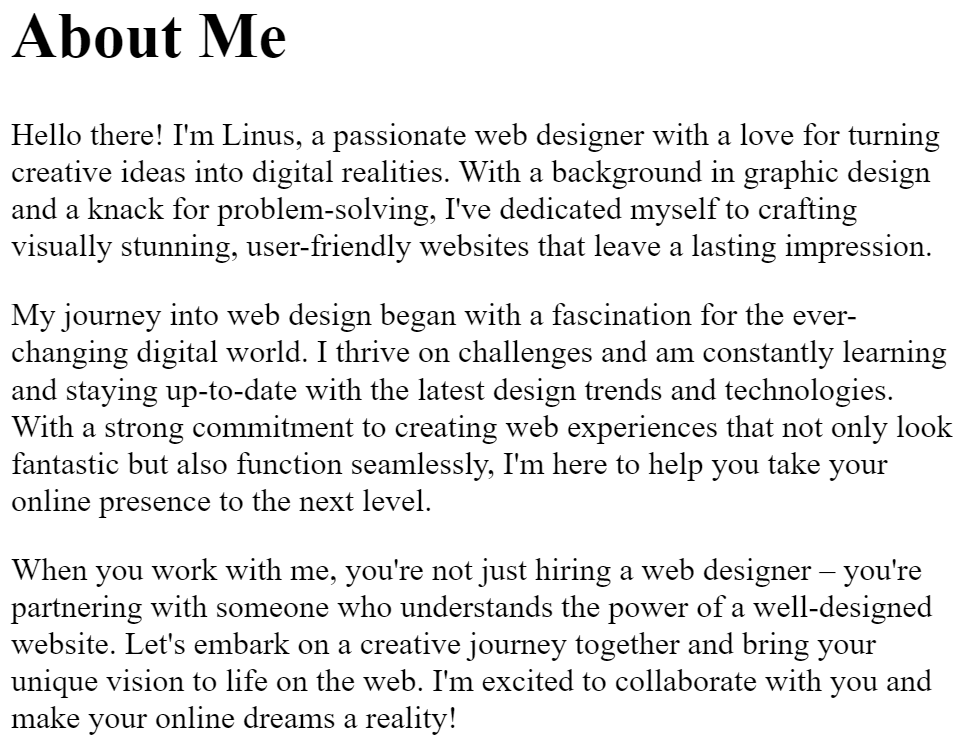 About Me
Hello there! I'm Linus, a passionate web designer with a love for turning
creative ideas into digital realities. With a background in graphic design
and a knack for problem-solving, I've dedicated myself to crafting
visually stunning, user-friendly websites that leave a lasting impression.
My journey into web design began with a fascination for the ever-
changing digital world. I thrive on challenges and am constantly learning
and staying up-to-date with the latest design trends and technologies.
With a strong commitment to creating web experiences that not only look
fantastic but also function seamlessly, I'm here to help you take your
online presence to the next level.
When you work with me, you're not just hiring a web designer – you're
partnering with someone who understands the power of a well-designed
website. Let's embark on a creative journey together and bring your
unique vision to life on the web. I'm excited to collaborate with you and
make your online dreams a reality!